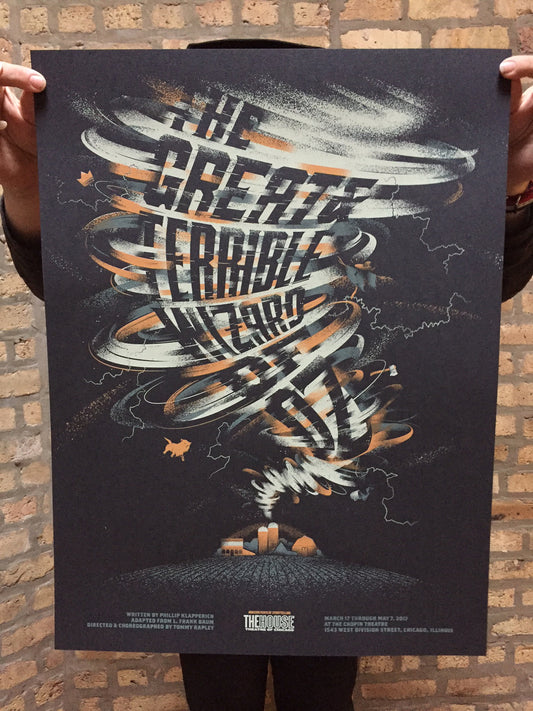 THE
GREAT &
TERRIBLE
WIZARD
OF
OZ
WRITTEN BY PHILLIP KLAPPERICH
ADAPTED FROM L. FRANK BAUM
DIRECTED & CHOREOGRAPHED BY TOMMY RAPLEY
THE HOUSE
THEATRE OF CHICAGO
MARCH 17 THROUGH MAY 7, 2017
AT THE CHOPIN THEATRE
1543 WEST DIVISION STREET, CHICAGO, ILLINOIS